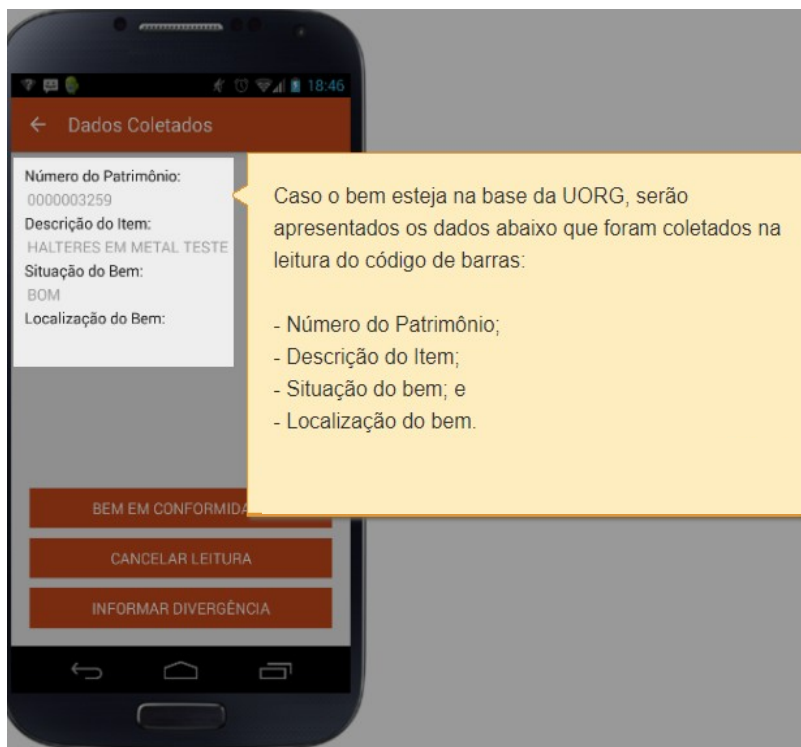 18:46
Dados Coletados
Número do Patrimônio:
0000003259
Descrição do Item:
HALTERES EM METAL TESTE
Situação do Bem:
BOM
Localização do Bem:
Caso o bem esteja na base da UORG, serão
apresentados os dados abaixo que foram coletados na
leitura do código de barras:
- Número do Patrimônio;
- Descrição do Item;
- Situação do bem; e
- Localização do bem.
BEM EM CONFORMIDA
CANCELAR LEITURA
INFORMAR DIVERGÊNCIA